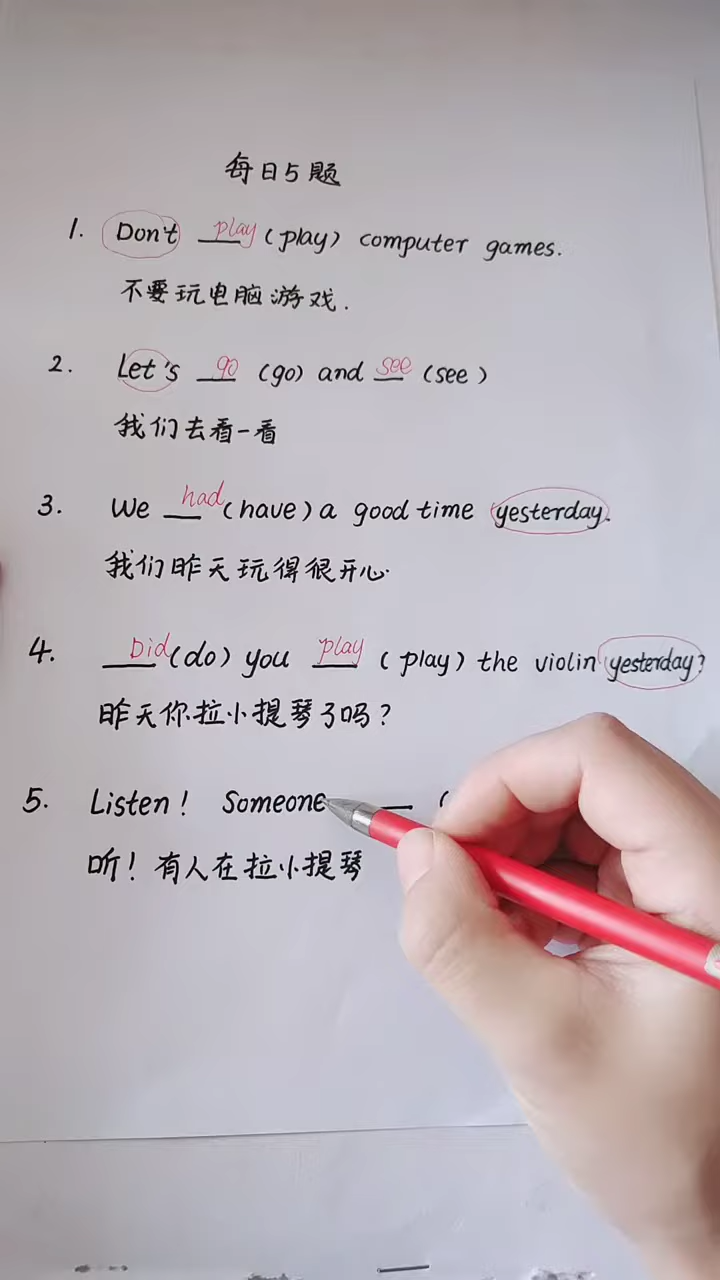 每日5题
1. Don't play (play) computer games.
不要玩电脑游戏.
2. Let's go (go) and see (see)
我们去看一看
3. We had (have) a good time yesterday.
我们昨天玩得很开心.
4. Did (do) you play (play) the violin yesterday?
昨天你拉小提琴了吗?
5. Listen! Someone ___ (
听! 有人在拉小提琴